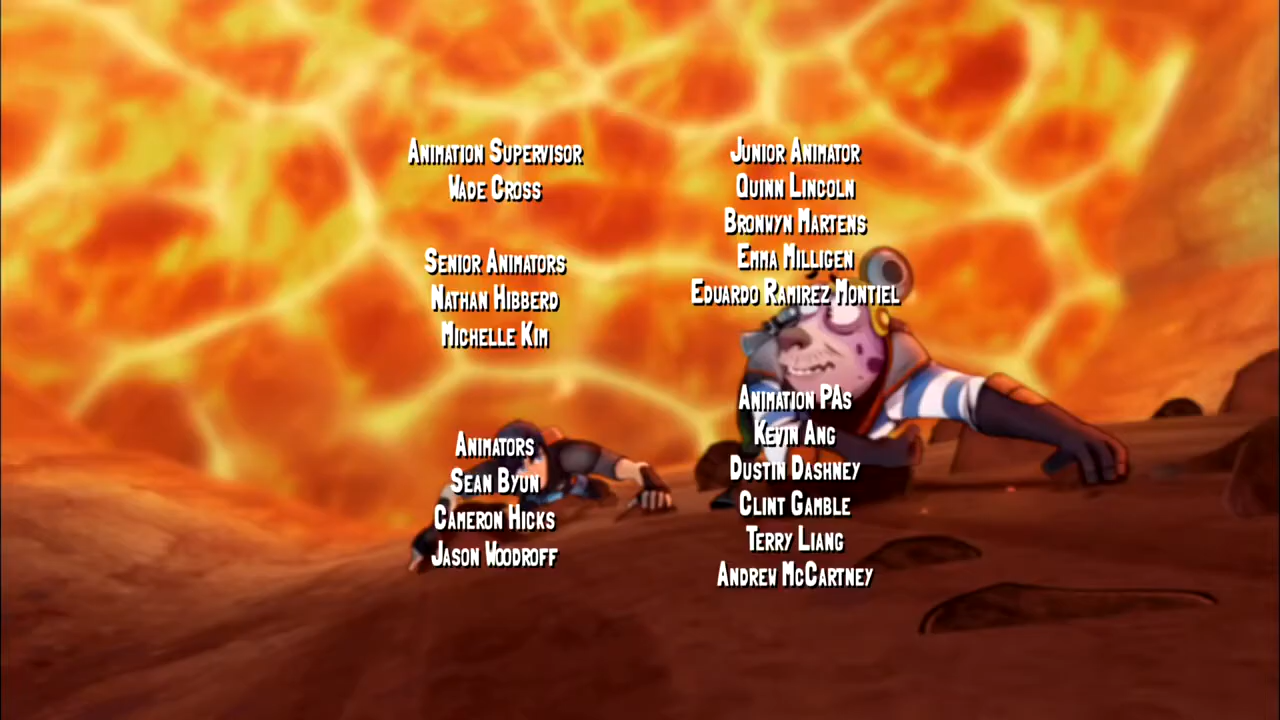 Animation Supervisor
Wade Cross
Senior Animators
Nathan Hibberd
Michelle Kim
Animators
Sean Byun
Cameron Hicks
Jason Woodroff
Junior Animator
Quinn Lincoln
Bronwyn Martens
Emma Milligen
Eduardo Ramirez Montiel
Animation PAs
Kevin Ang
Dustin Dashney
Clint Gamble
Terry Liang
Andrew McCartney